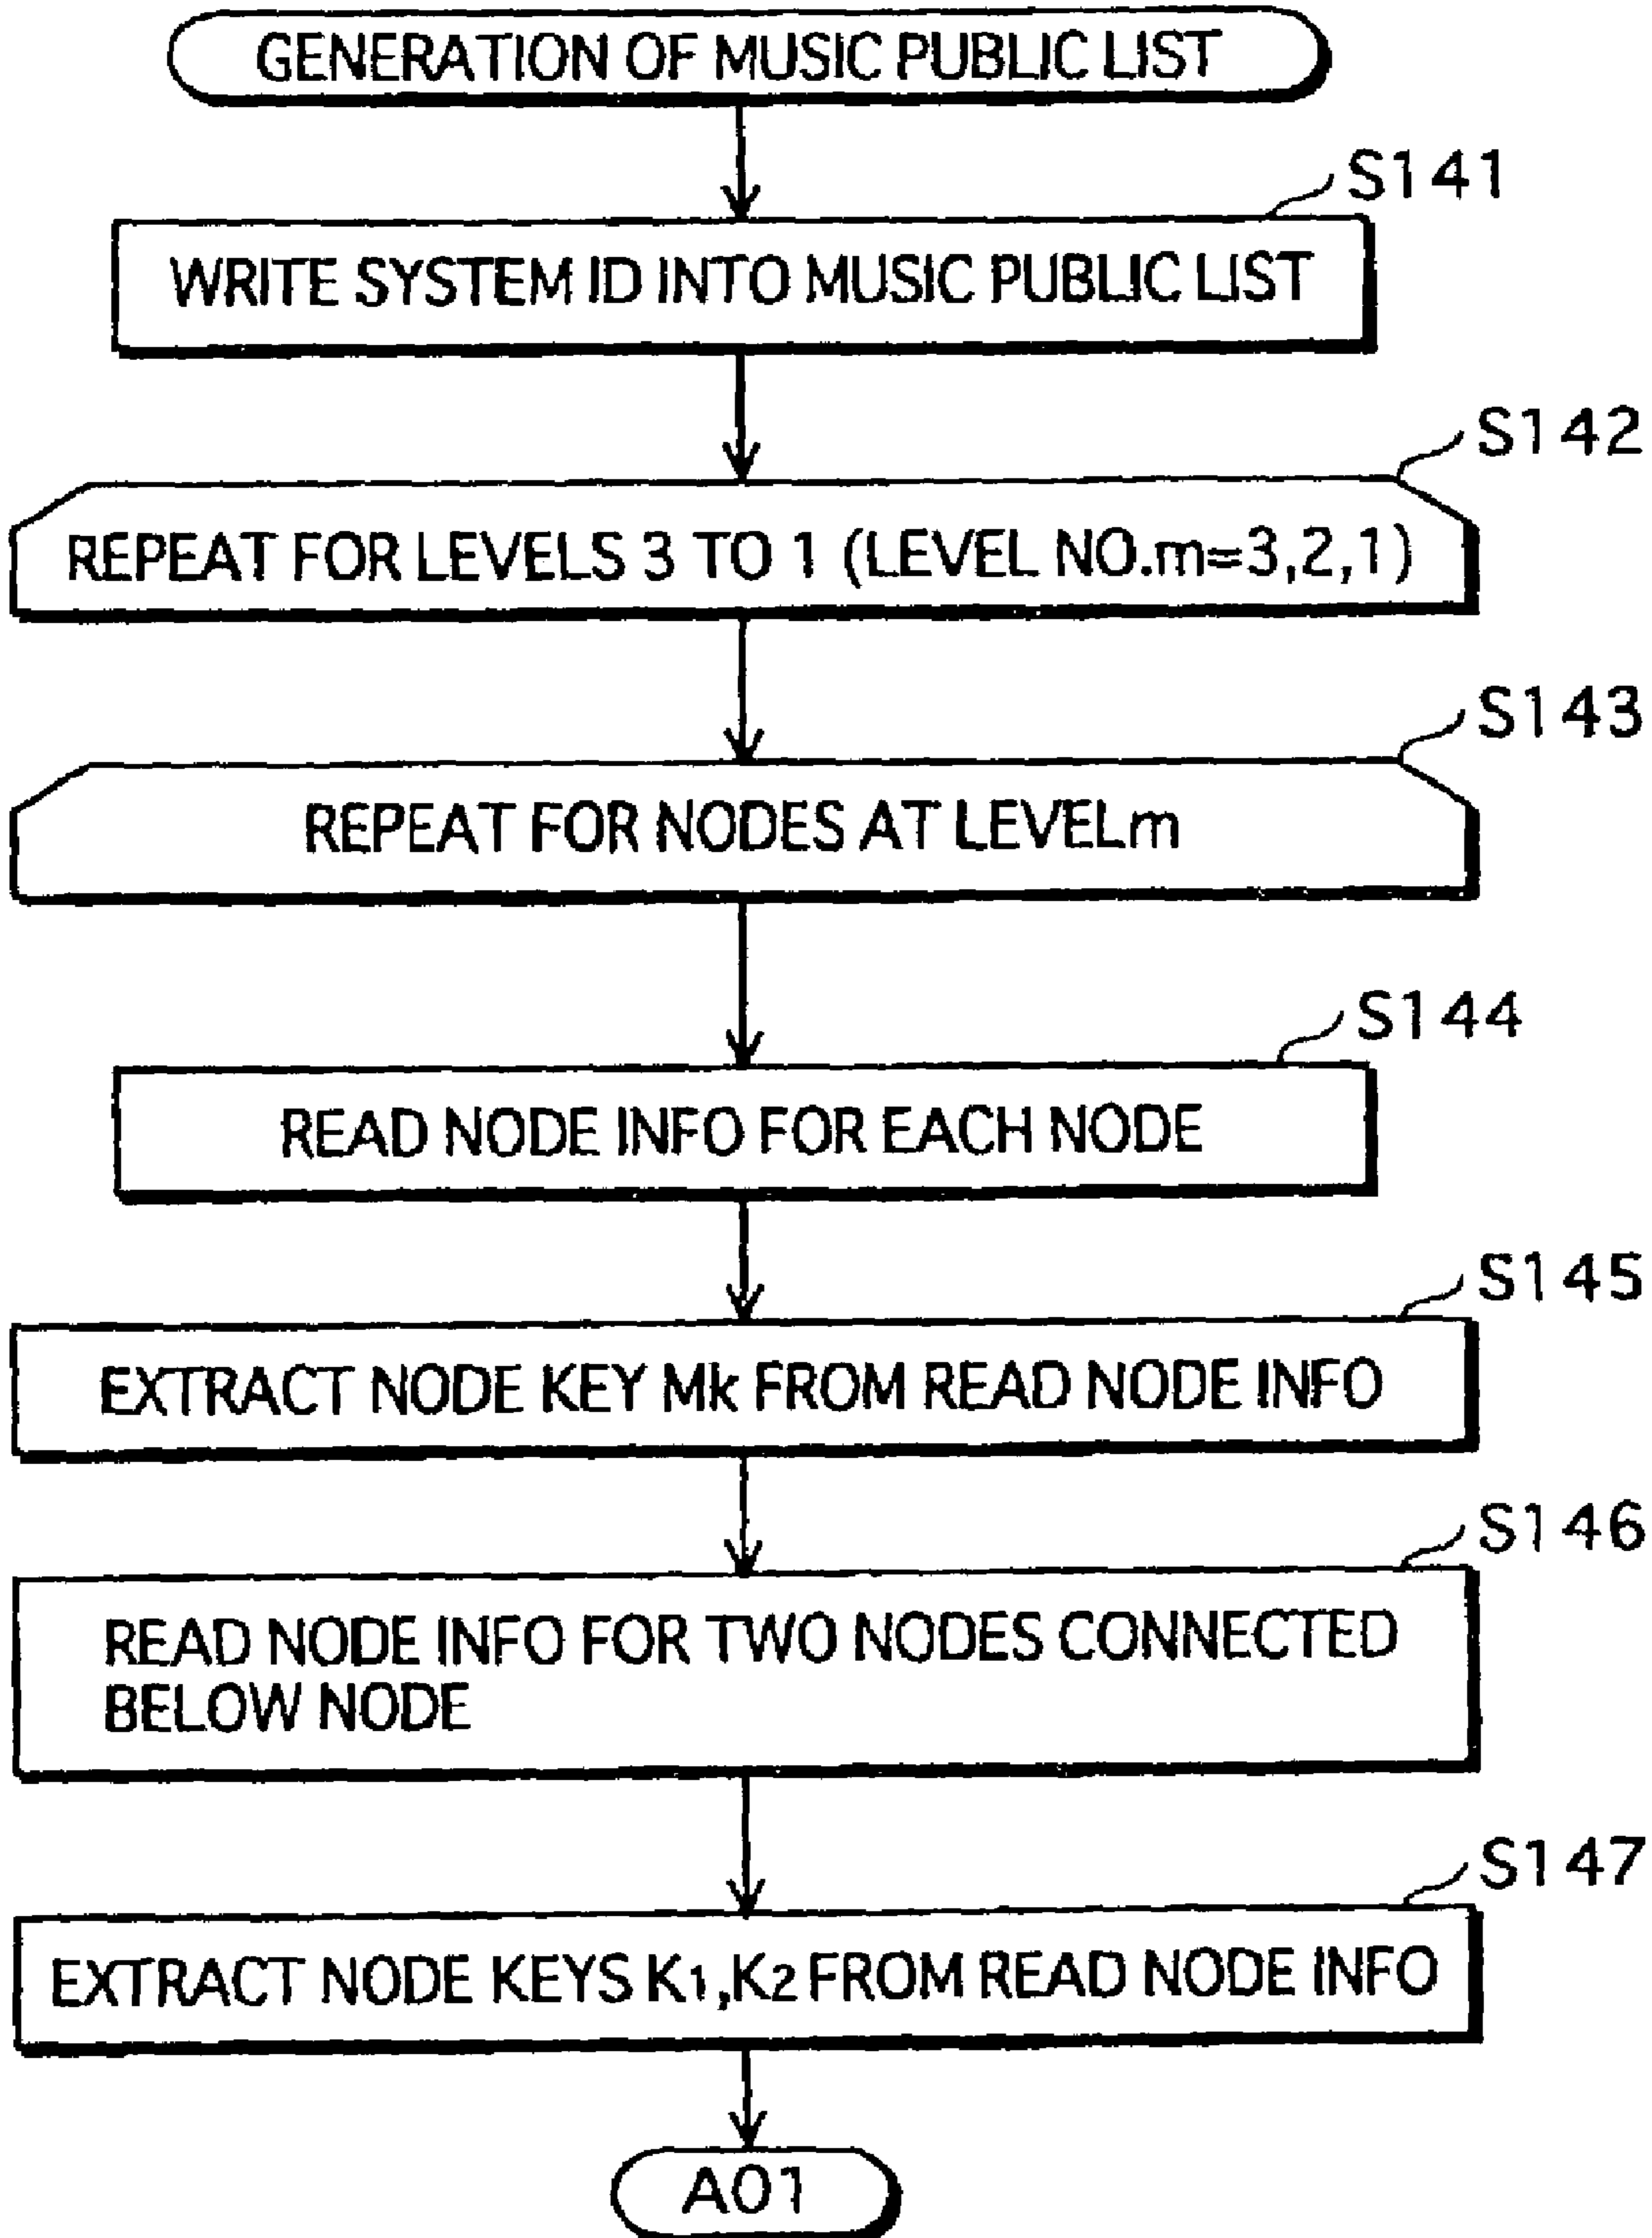 GENERATION OF MUSIC PUBLIC LIST
S141
WRITE SYSTEM ID INTO MUSIC PUBLIC LIST
S142
REPEAT FOR LEVELS 3 TO 1 (LEVEL NO.m=3,2,1)
S143
REPEAT FOR NODES AT LEVELm
S144
READ NODE INFO FOR EACH NODE
S145
EXTRACT NODE KEY Mk FROM READ NODE INFO
S146
READ NODE INFO FOR TWO NODES CONNECTED
BELOW NODE
S147
EXTRACT NODE KEYS K1,K2 FROM READ NODE INFO
A01